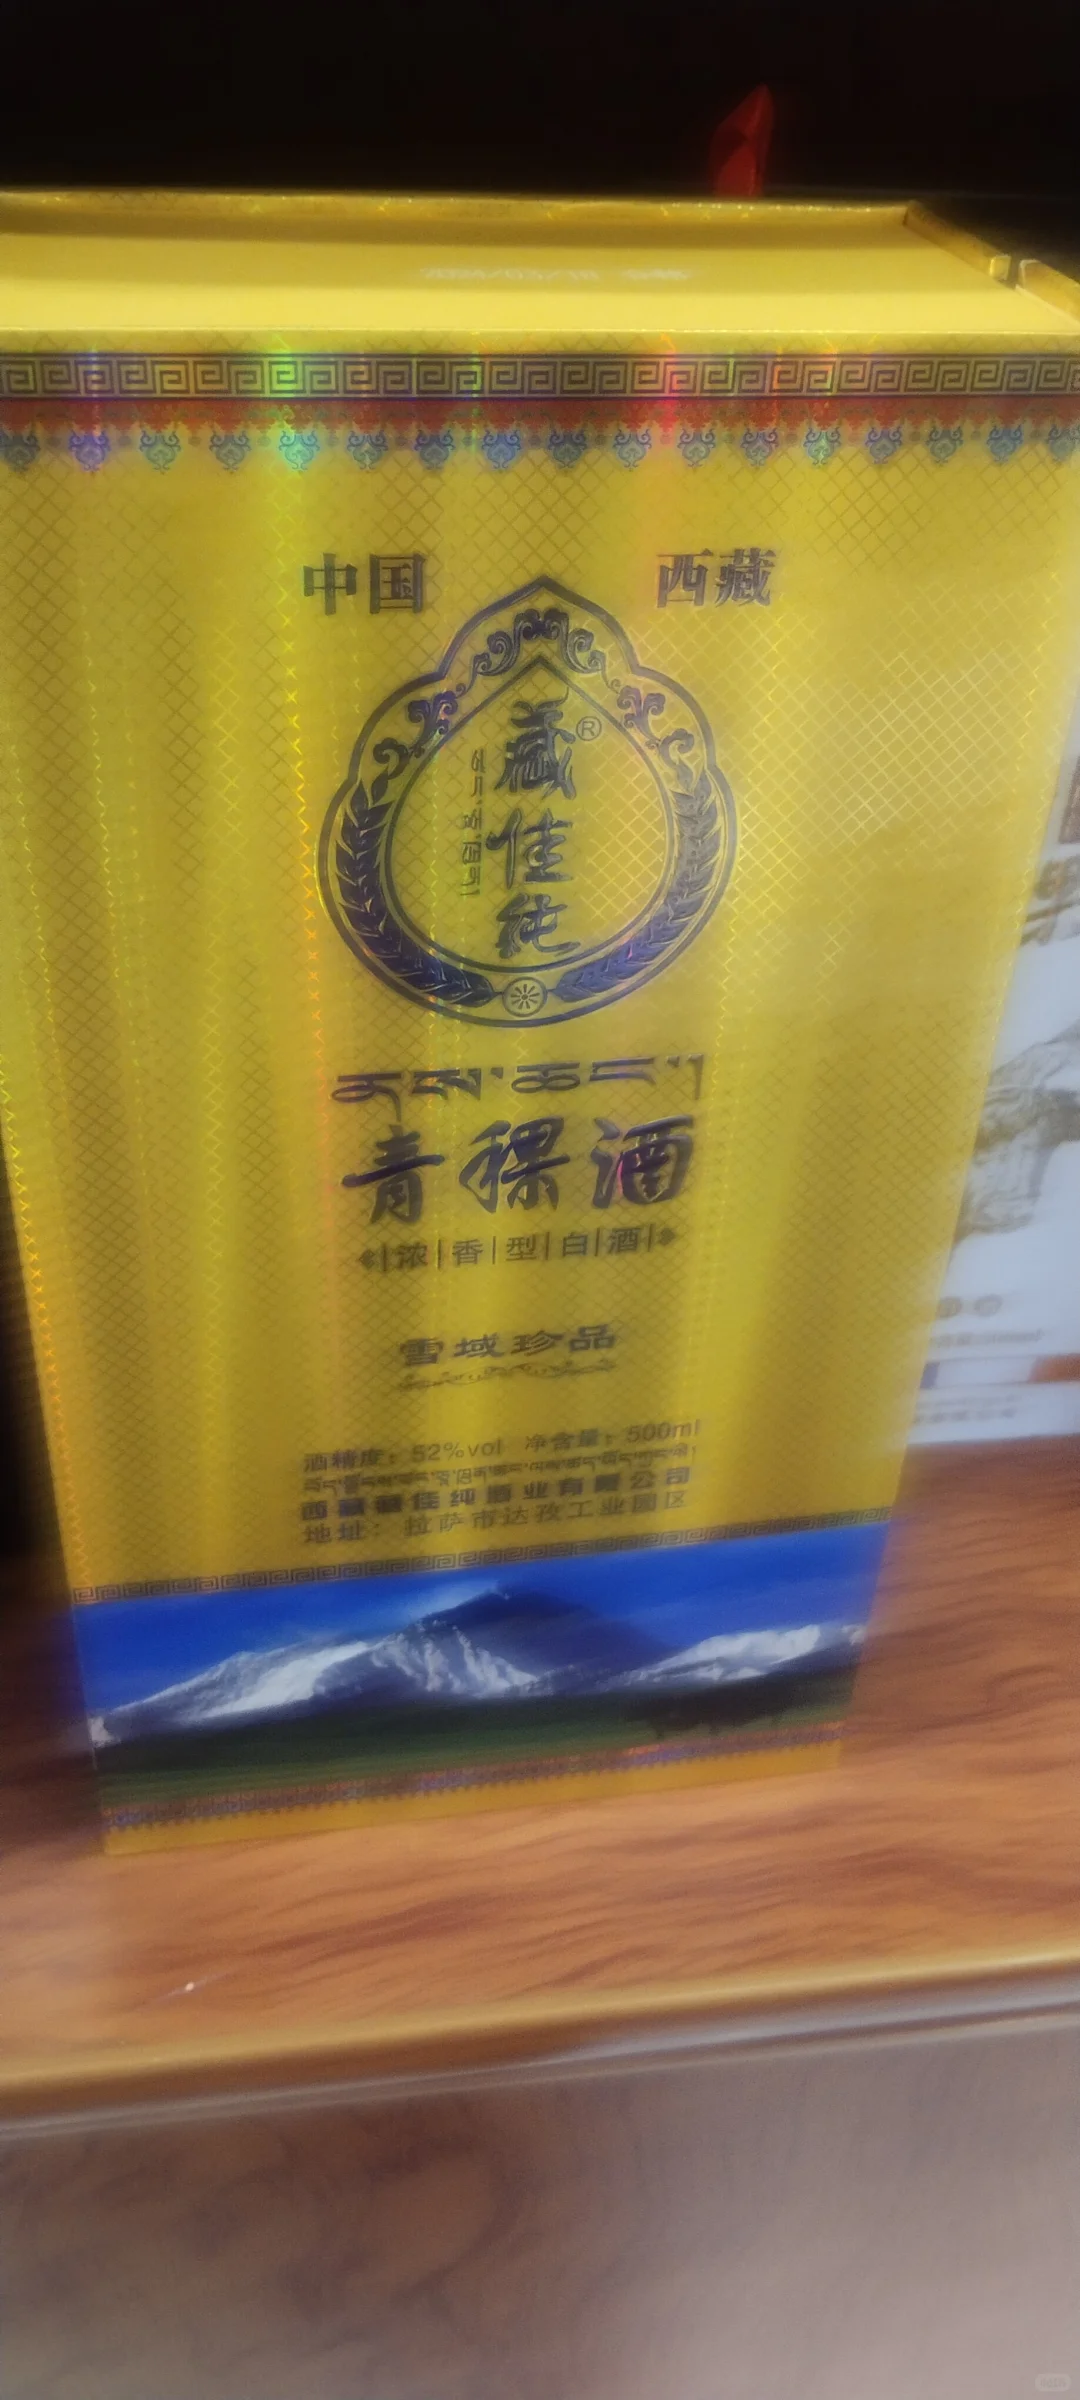 中国 西藏
藏佳纯®
青稞酒
浓香型白酒
雪域珍品
酒精度：52%vol 净含量：500ml
西藏藏佳纯酒业有限公司
地址：拉萨市达孜工业园区